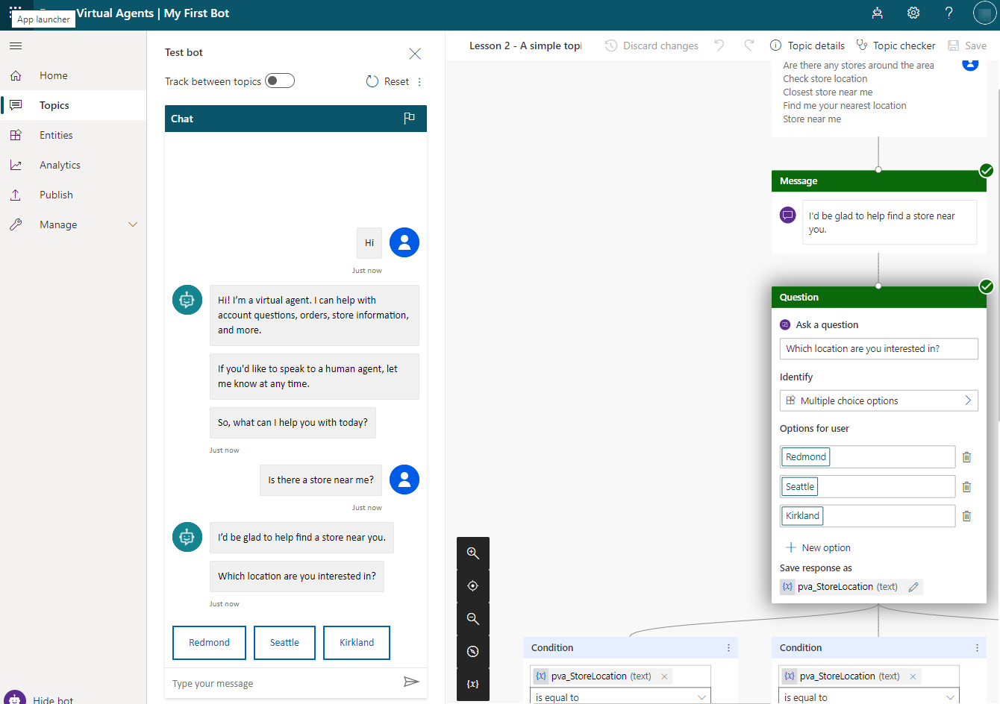 Virtual Agents | My First Bot
App launcher
Home
Topics
Entities
Analytics
Publish
Manage
Hide bot
Test bot
Track between topics
Reset
Chat
Hi
Just now
Hi! I'm a virtual agent. I can help with
account questions, orders, store information,
and more.
If you'd like to speak to a human agent, let
me know at any time.
So, what can I help you with today?
Just now
Is there a store near me?
Just now
I'd be glad to help find a store near you.
Which location are you interested in?
Just now
Redmond
Seattle
Kirkland
Type your message
Lesson 2 - A simple topi
Discard changes
Topic details
Topic checker
Save
Are there any stores around the area
Check store location
Closest store near me
Find me your nearest location
Store near me
Message
I'd be glad to help find a store near
you.
Question
Ask a question
Which location are you interested in?
Identify
Multiple choice options
Options for user
Redmond
Seattle
Kirkland
New option
Save response as
{x} pva_StoreLocation (text)
{x}
Condition
{x} pva_StoreLocation (text)
is equal to
Condition
{x} pva_StoreLocation (text)
is equal to